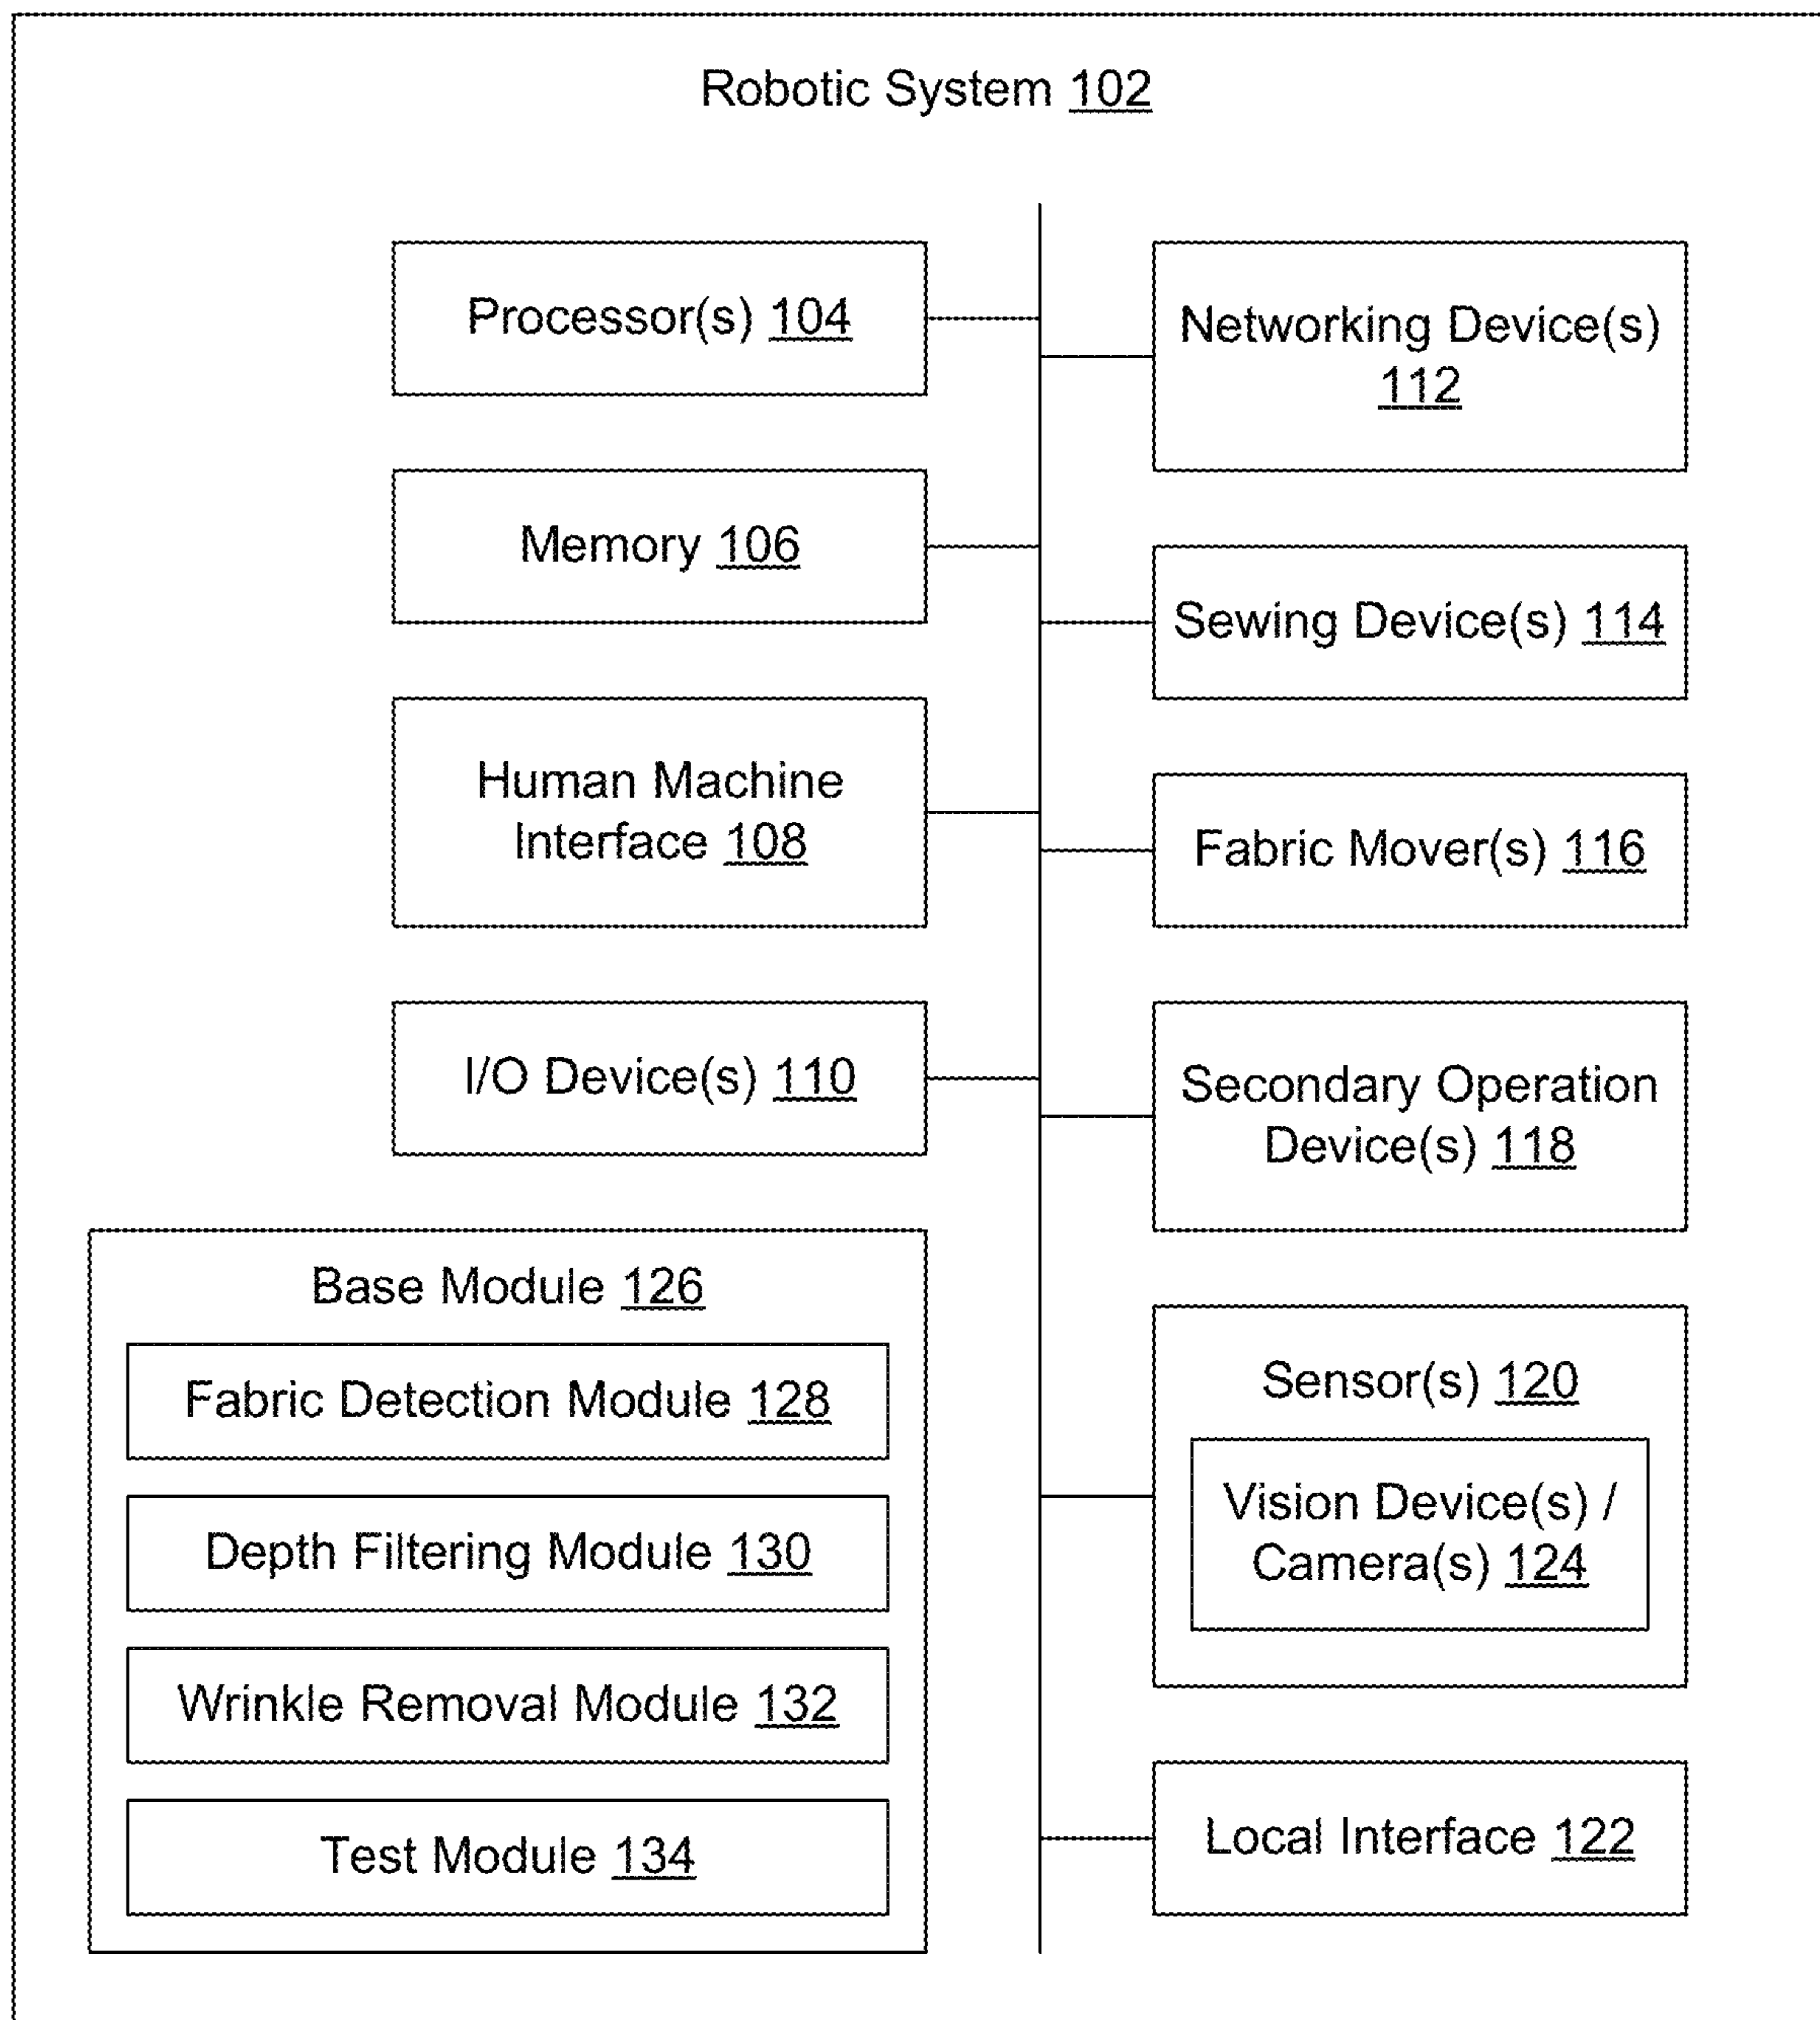 Robotic System 102
Processor(s) 104
Memory 106
Human Machine
Interface 108
I/O Device(s) 110
Base Module 126
Fabric Detection Module 128
Depth Filtering Module 130
Wrinkle Removal Module 132
Test Module 134
Networking Device(s)
112
Sewing Device(s) 114
Fabric Mover(s) 116
Secondary Operation
Device(s) 118
Sensor(s) 120
Vision Device(s) /
Camera(s) 124
Local Interface 122